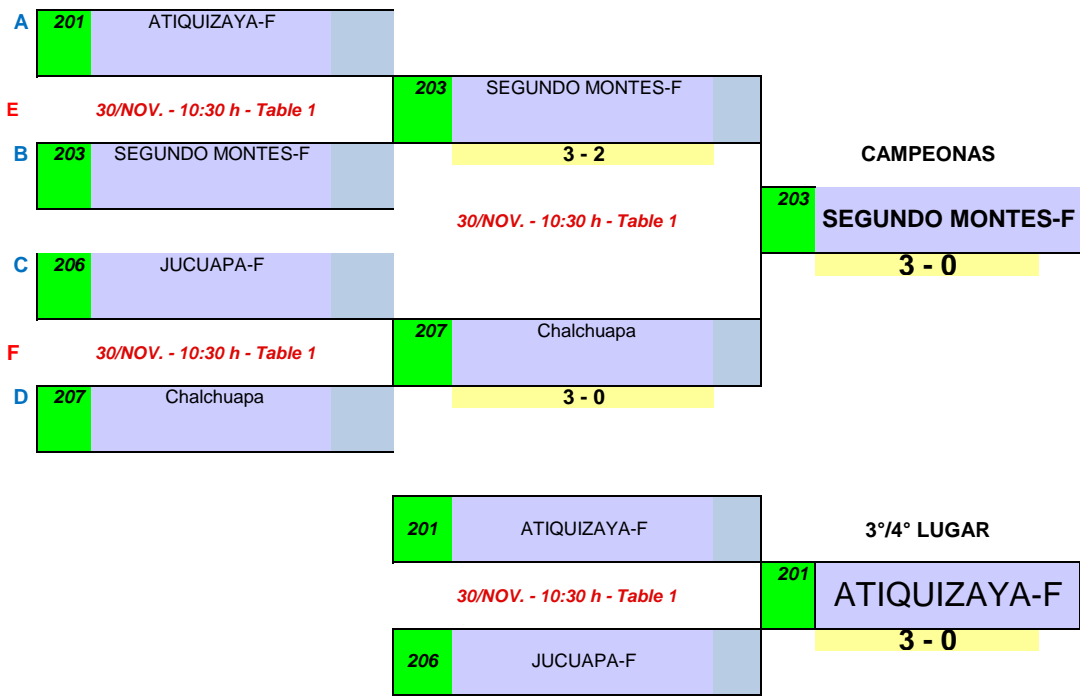 A 201 ATIQUIZAYA-F
203 SEGUNDO MONTES-F
E 30/NOV. - 10:30 h - Table 1
B 203 SEGUNDO MONTES-F 3 - 2 CAMPEONAS
203 SEGUNDO MONTES-F
30/NOV. - 10:30 h - Table 1
C 206 JUCUAPA-F 3 - 0
207 Chalchuapa
F 30/NOV. - 10:30 h - Table 1
D 207 Chalchuapa 3 - 0
201 ATIQUIZAYA-F 3°/4° LUGAR
30/NOV. - 10:30 h - Table 1 201 ATIQUIZAYA-F
3 - 0
206 JUCUAPA-F